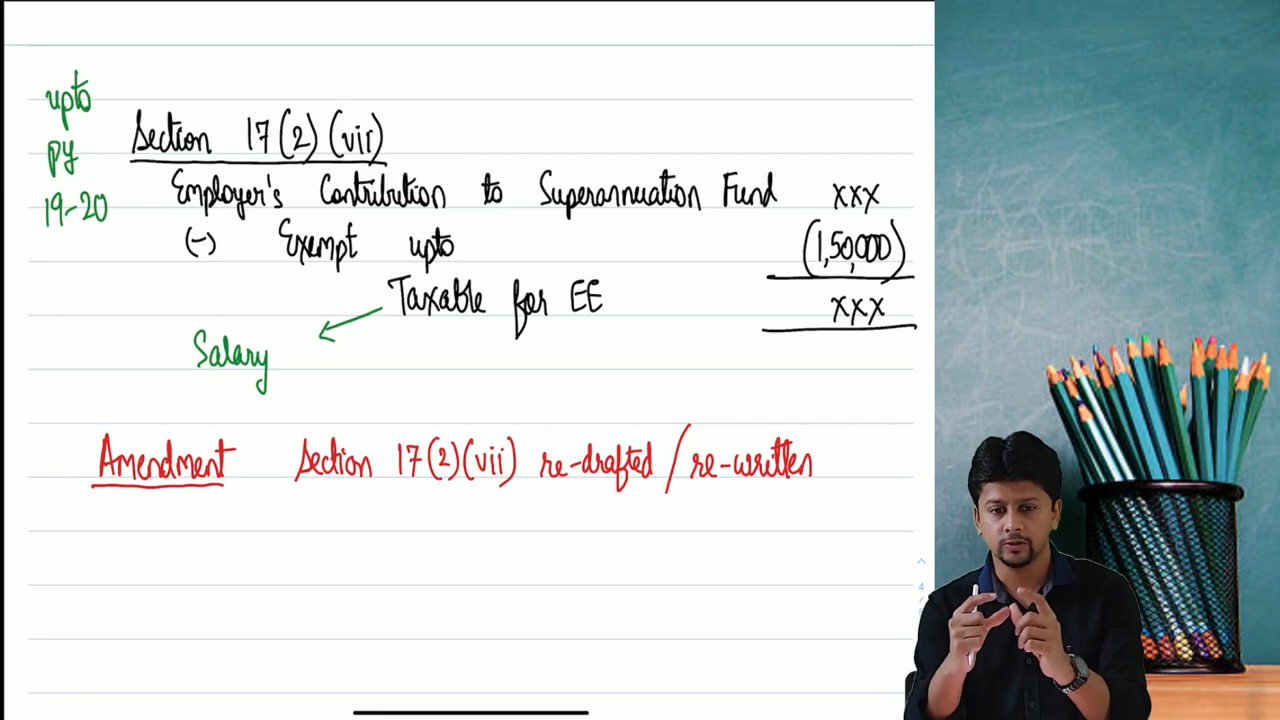 upto
PY
19-20
Section 17(2)(vii)
Employer's Contribution to Superannuation Fund xxx
(-) Exempt upto (1,50,000)
Taxable for EE xxx
Salary
Amendment Section 17(2)(vii) re-drafted / re-written